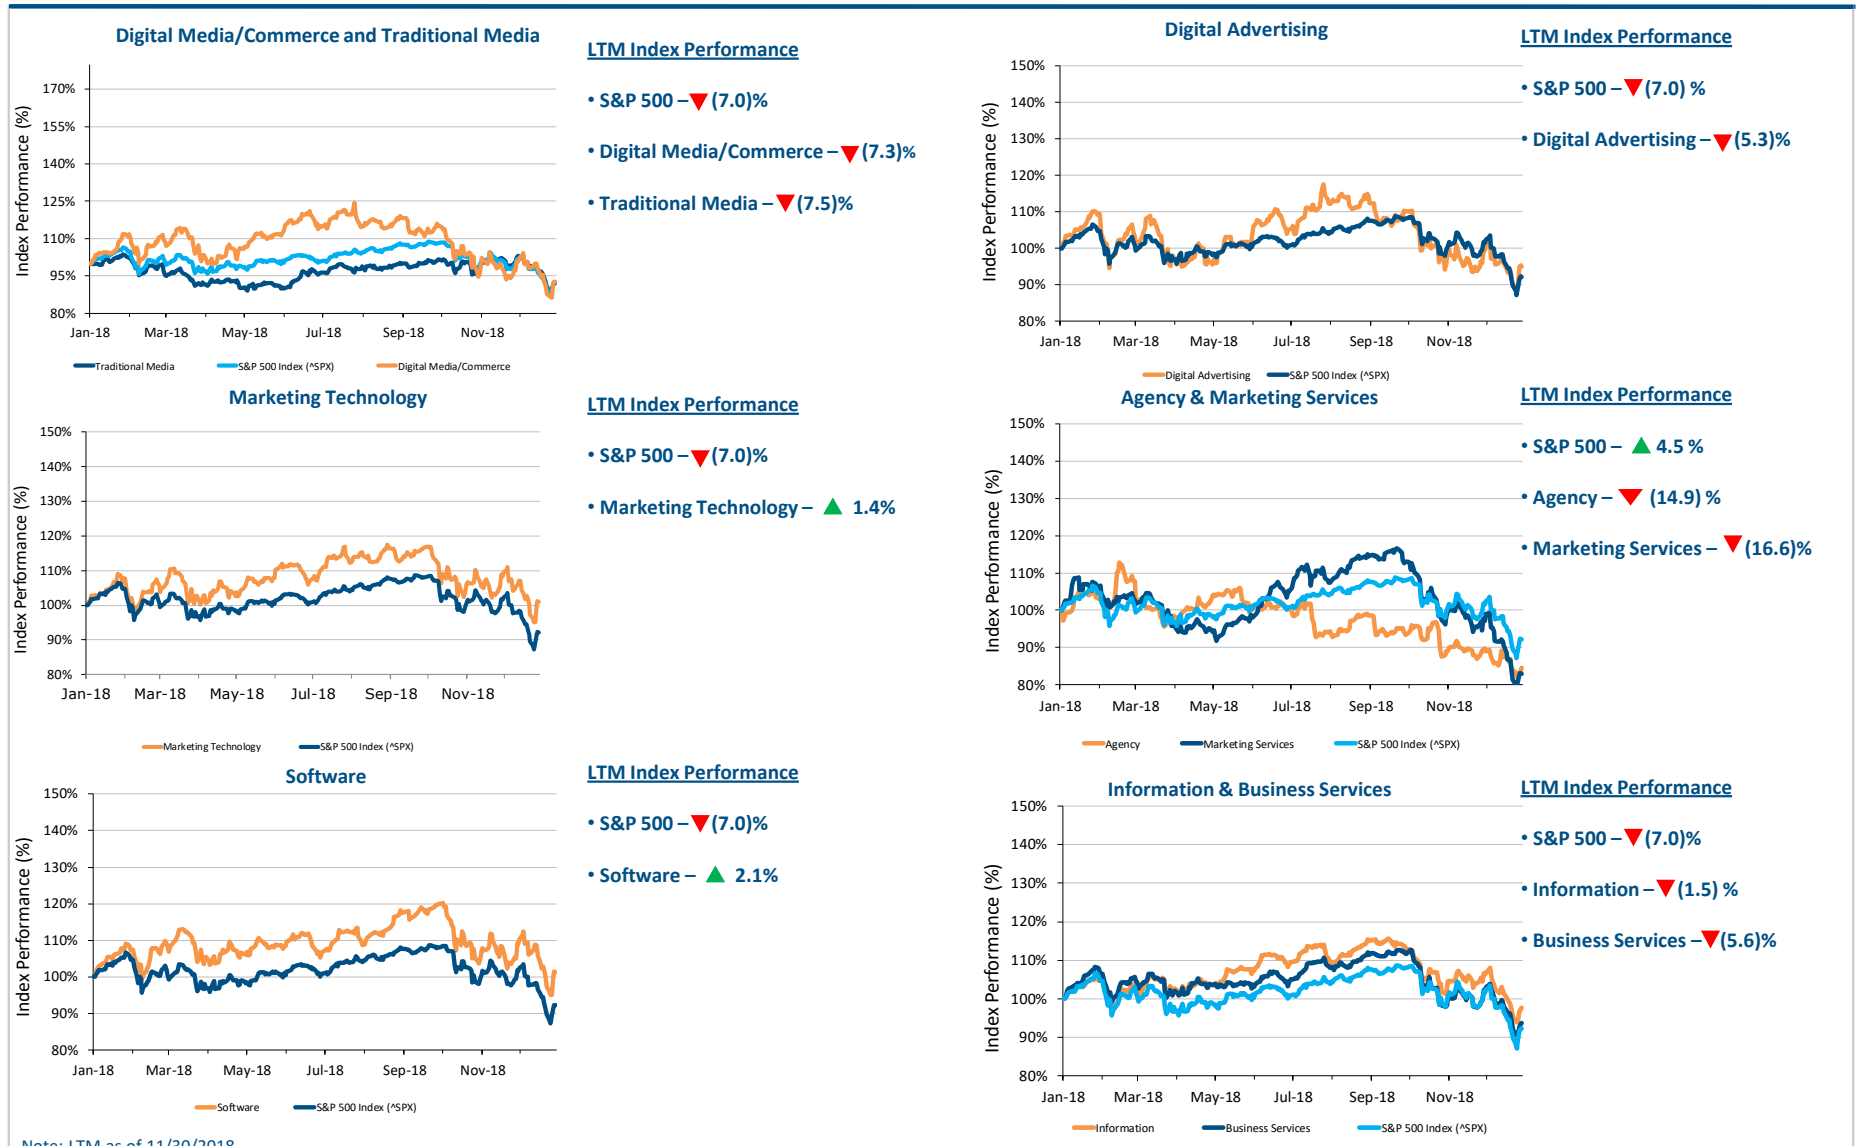 Digital Media/Commerce and Traditional Media
Index Performance (%)
170%
155%
140%
125%
110%
95%
80%
Jan-18 Mar-18 May-18 Jul-18 Sep-18 Nov-18
Traditional Media S&P 500 Index (^SPX) Digital Media/Commerce
LTM Index Performance
• S&P 500 – ▼ (7.0)%
• Digital Media/Commerce – ▼ (7.3)%
• Traditional Media – ▼ (7.5)%
Digital Advertising
Index Performance (%)
150%
140%
130%
120%
110%
100%
90%
80%
Jan-18 Mar-18 May-18 Jul-18 Sep-18 Nov-18
Digital Advertising S&P 500 Index (^SPX)
LTM Index Performance
• S&P 500 – ▼ (7.0) %
• Digital Advertising – ▼ (5.3)%
Marketing Technology
Index Performance (%)
150%
140%
130%
120%
110%
100%
90%
80%
Jan-18 Mar-18 May-18 Jul-18 Sep-18 Nov-18
Marketing Technology S&P 500 Index (^SPX)
LTM Index Performance
• S&P 500 – ▼ (7.0)%
• Marketing Technology – ▲ 1.4%
Agency & Marketing Services
Index Performance (%)
150%
140%
130%
120%
110%
100%
90%
80%
Jan-18 Mar-18 May-18 Jul-18 Sep-18 Nov-18
Agency Marketing Services S&P 500 Index (^SPX)
LTM Index Performance
• S&P 500 – ▲ 4.5 %
• Agency – ▼ (14.9) %
• Marketing Services – ▼ (16.6)%
Software
Index Performance (%)
150%
140%
130%
120%
110%
100%
90%
80%
Jan-18 Mar-18 May-18 Jul-18 Sep-18 Nov-18
Software S&P 500 Index (^SPX)
LTM Index Performance
• S&P 500 – ▼ (7.0)%
• Software – ▲ 2.1%
Information & Business Services
Index Performance (%)
150%
140%
130%
120%
110%
100%
90%
80%
Jan-18 Mar-18 May-18 Jul-18 Sep-18 Nov-18
Information Business Services S&P 500 Index (^SPX)
LTM Index Performance
• S&P 500 – ▼ (7.0)%
• Information – ▼ (1.5) %
• Business Services – ▼ (5.6)%
Note: LTM as of 11/30/2018